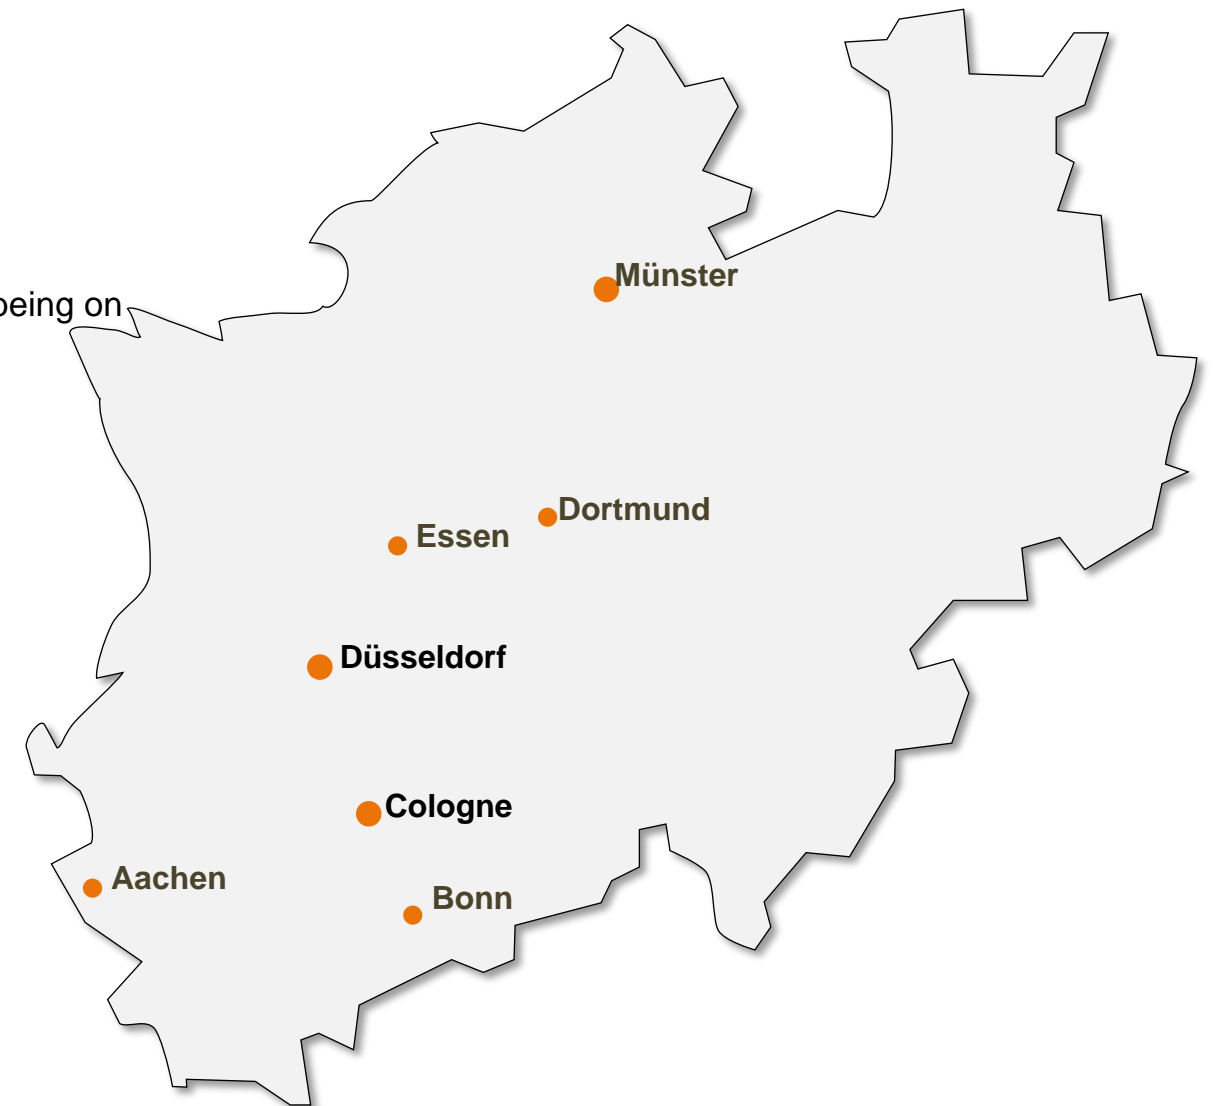 Münster
being on
Dortmund
Essen
Düsseldorf
Cologne
Aachen
Bonn